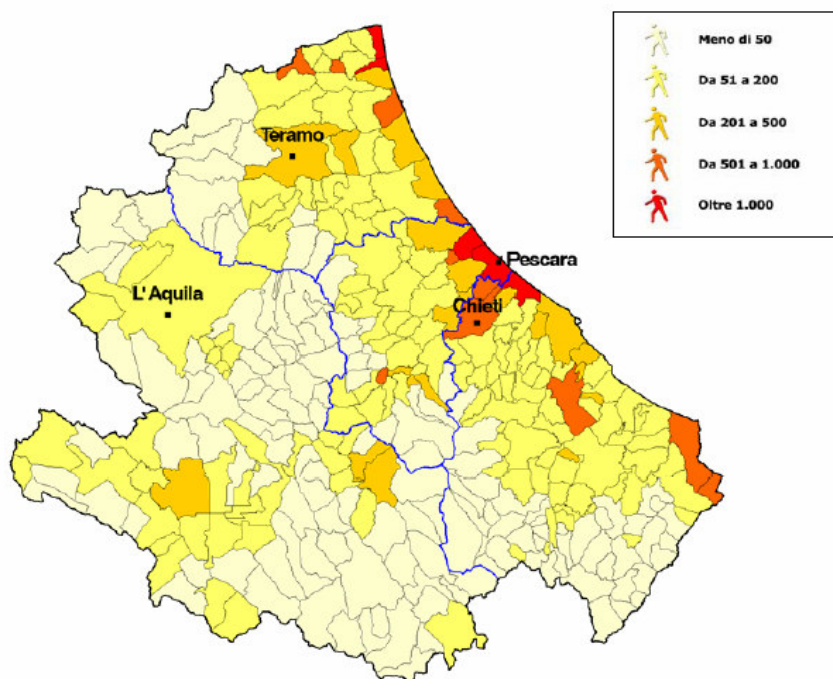 Meno di 50
Da 51 a 200
Da 201 a 500
Da 501 a 1.000
Oltre 1.000
Teramo
Pescara
L'Aquila
Chieti